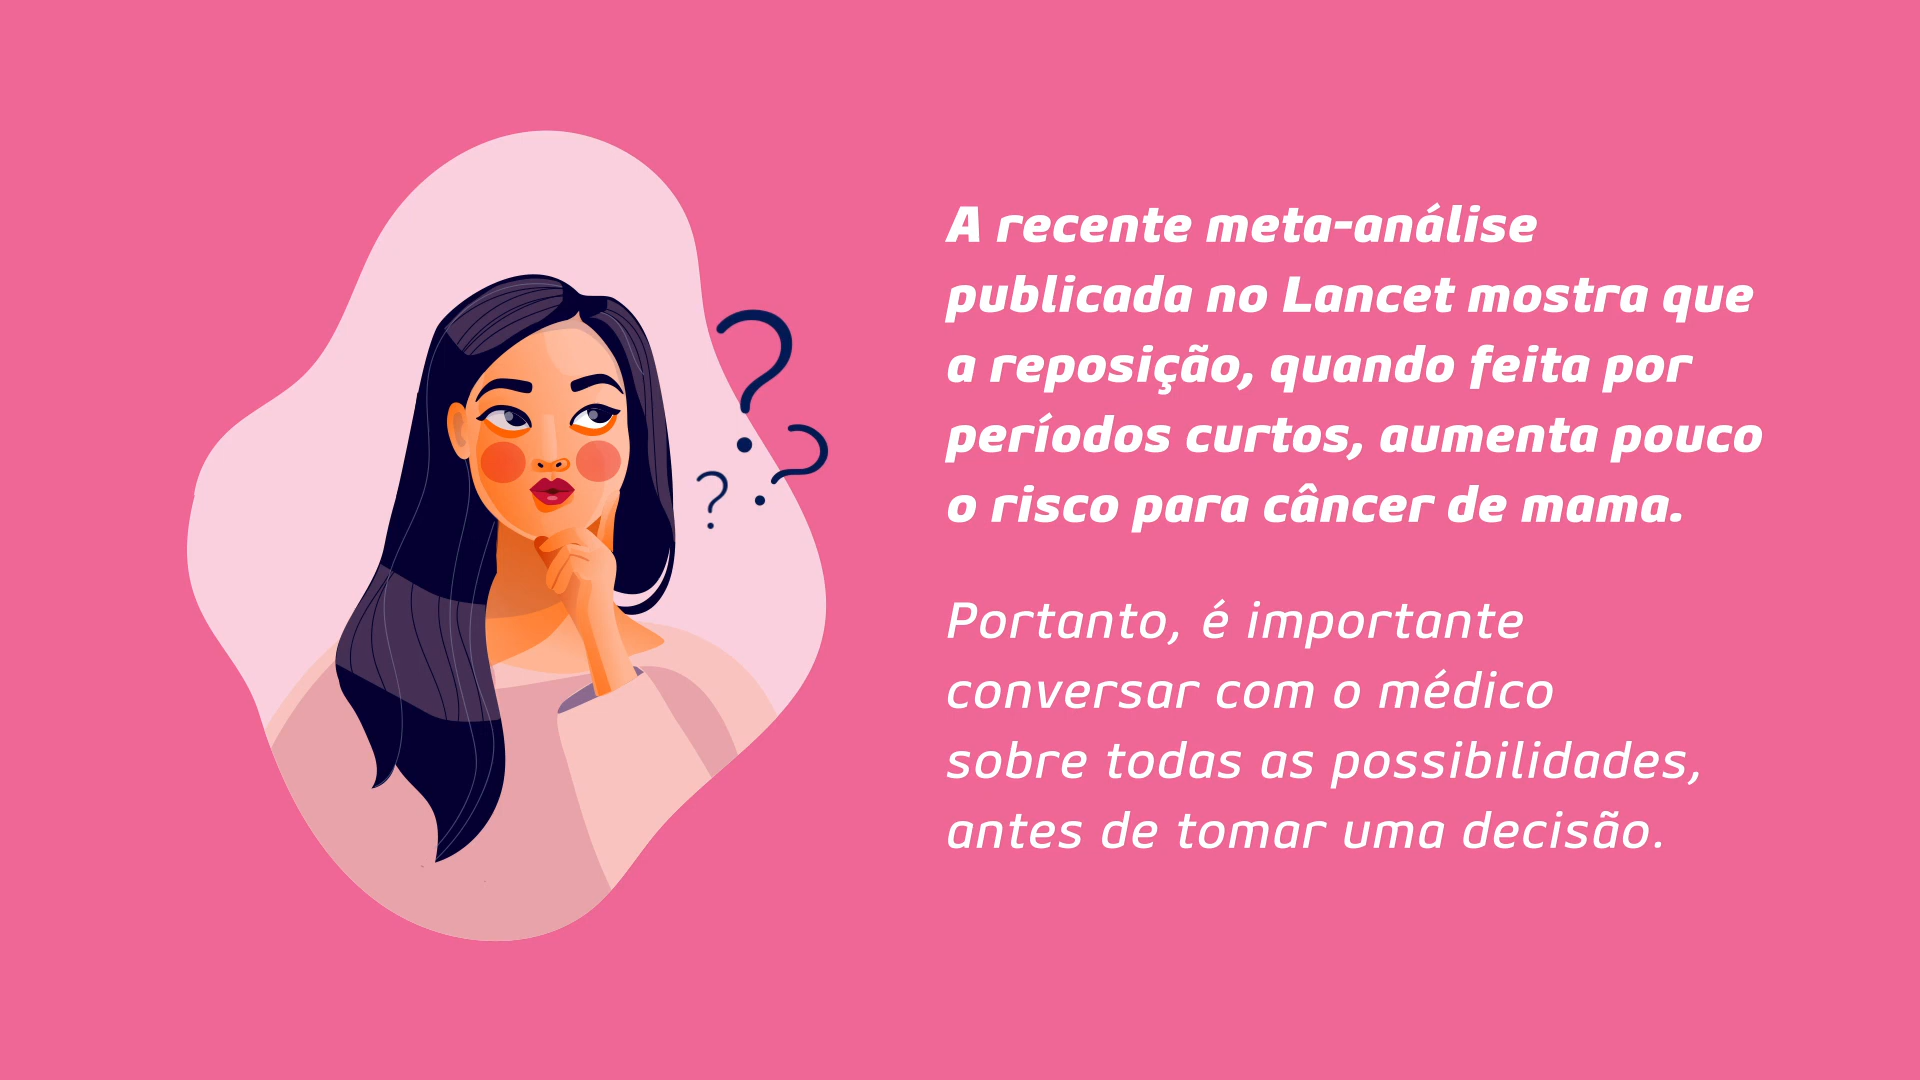 A recente meta-análise
publicada no Lancet mostra que
a reposição, quando feita por
períodos curtos, aumenta pouco
o risco para câncer de mama.
Portanto, é importante
conversar com o médico
sobre todas as possibilidades,
antes de tomar uma decisão.